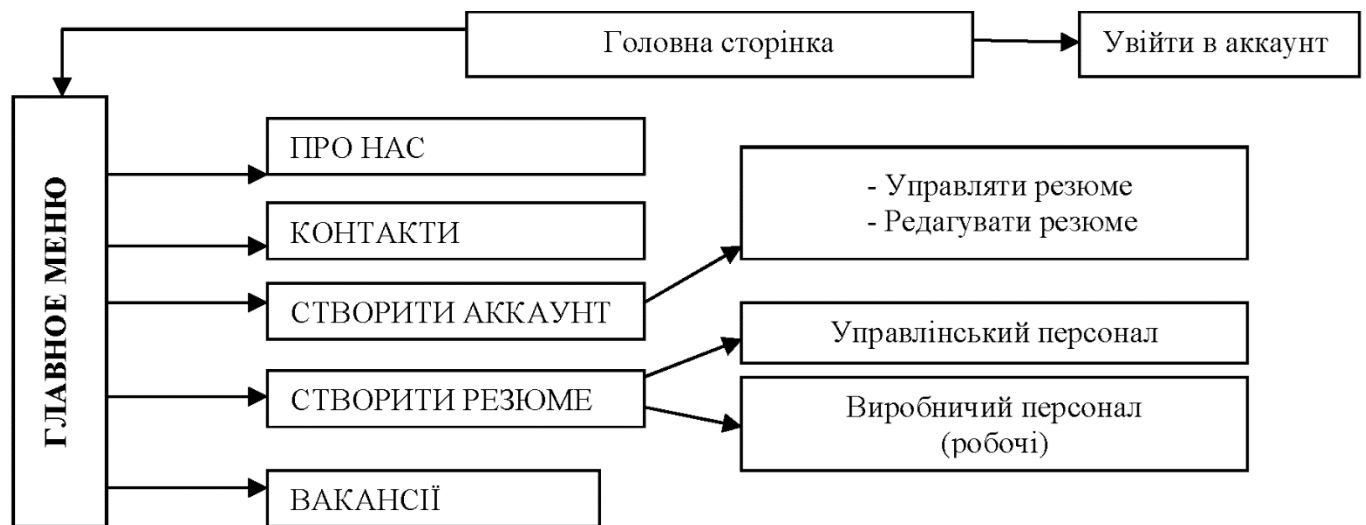 Головна сторінка
Увійти в аккаунт
ГЛАВНОЕ МЕНЮ
ПРО НАС
КОНТАКТИ
СТВОРИТИ АККАУНТ
СТВОРИТИ РЕЗЮМЕ
ВАКАНСІЇ
- Управляти резюме
- Редагувати резюме
Управлінський персонал
Виробничий персонал
(робочі)